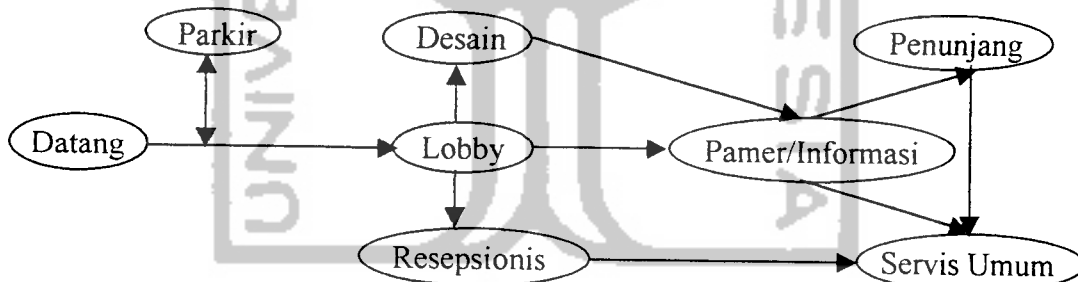 Parkir
Desain
Penunjang
Datang
Lobby
Pamer/Informasi
Resepsionis
Servis Umum